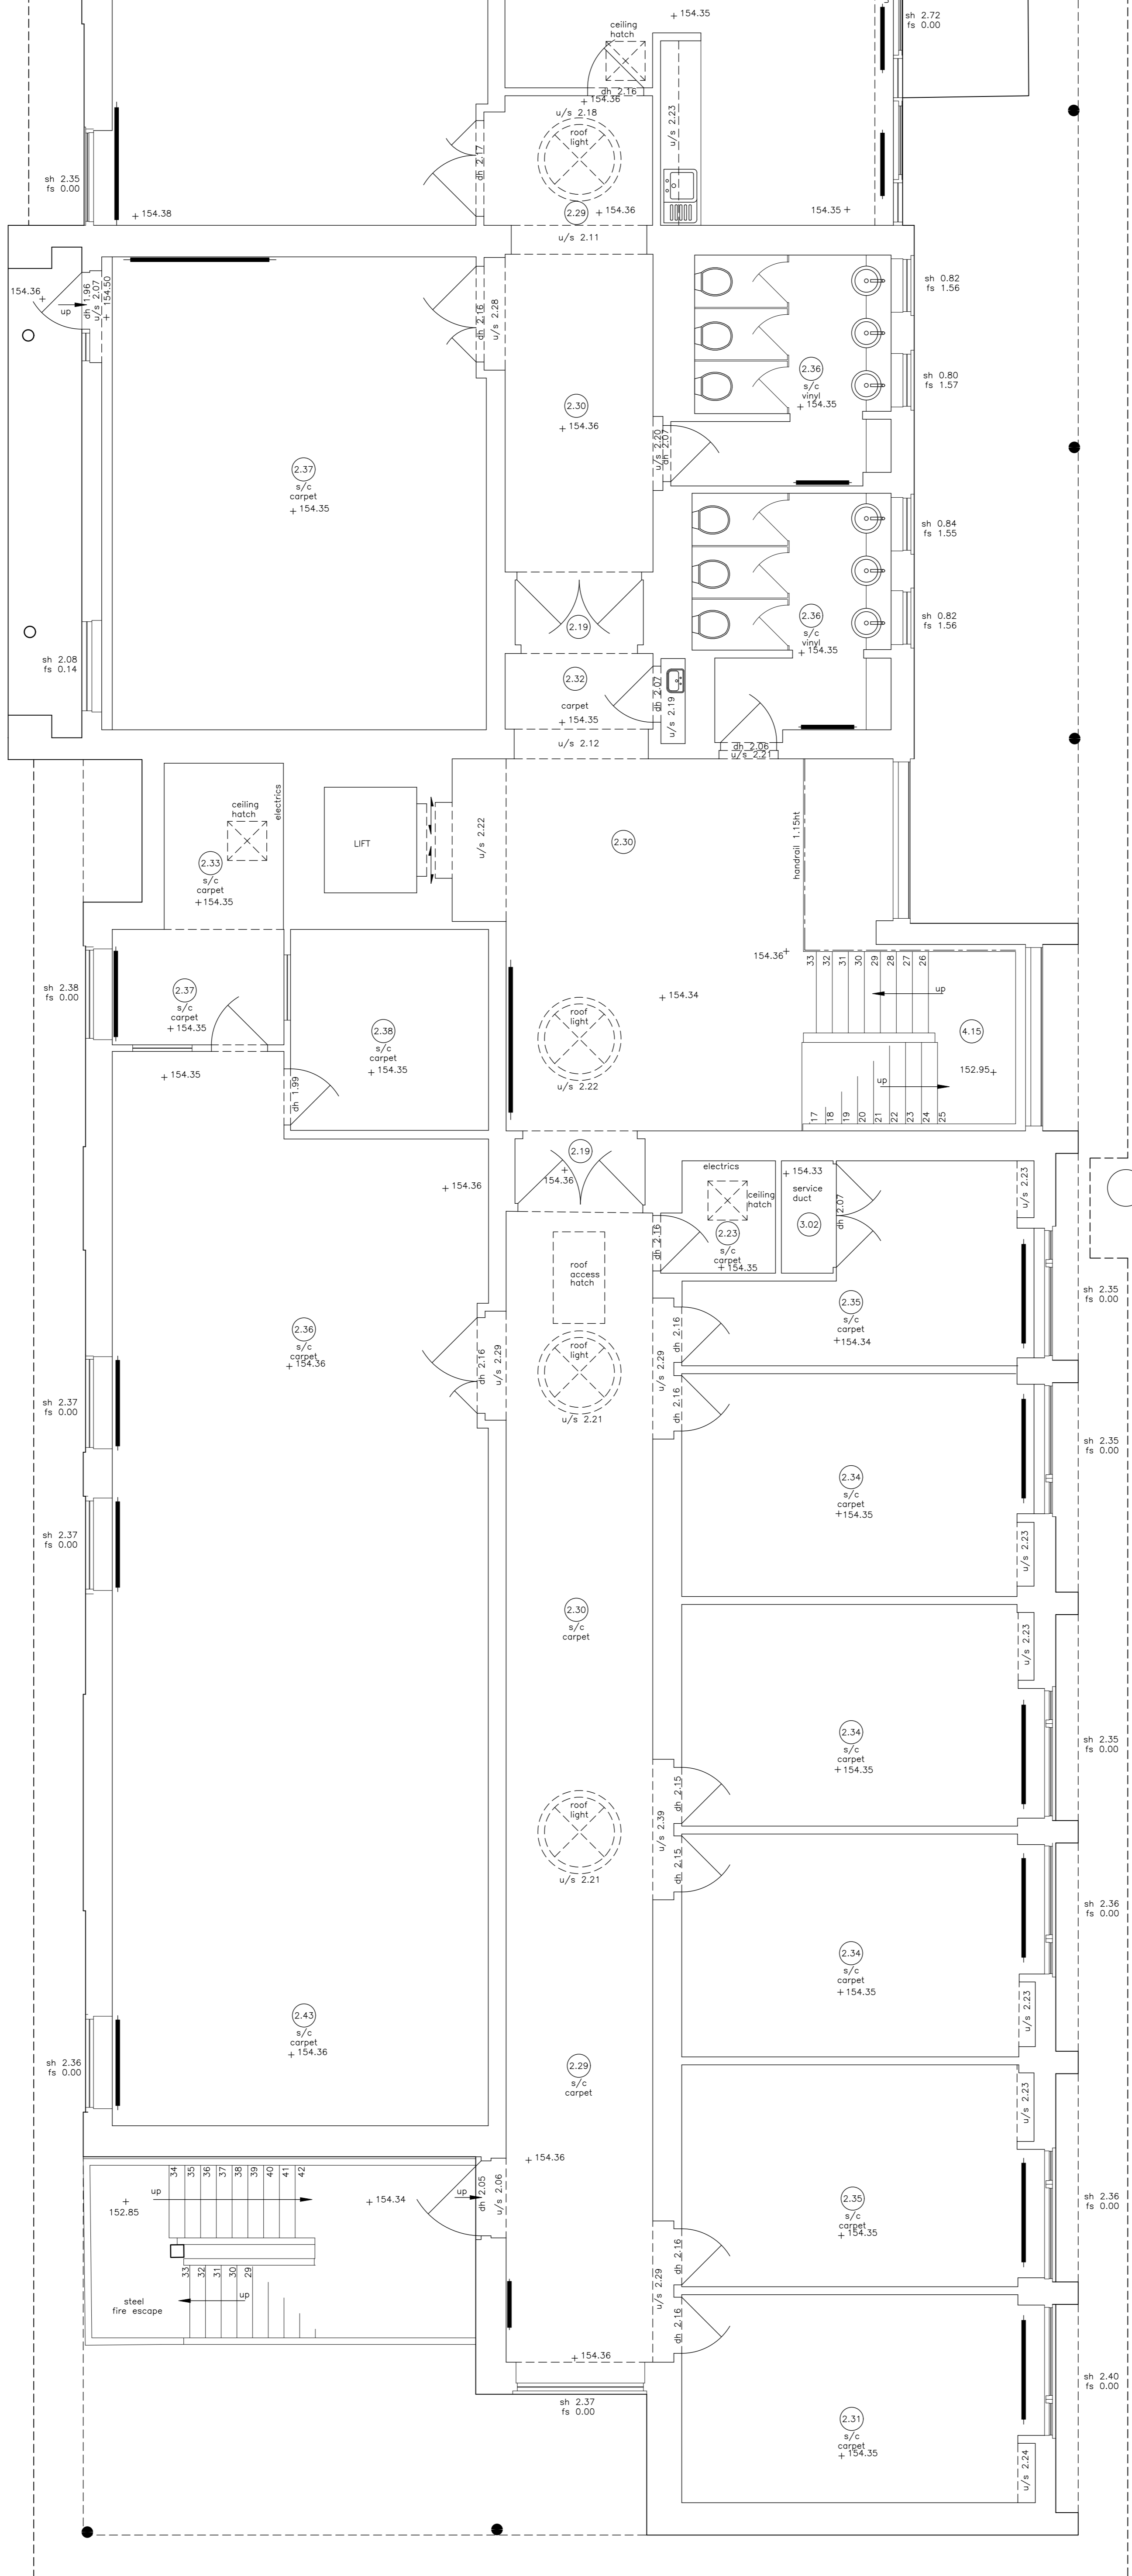 154.35
sh 2.72
fs 0.00
ceiling
hatch
dh 2.16
154.36
u/s 2.18
roof
light
u/s 2.23
dh 2.17
sh 2.35
fs 0.00
154.38
2.29
154.36
154.35
u/s 2.11
154.36
up
dh 1.96
u/s 2.07
154.50
dh 2.16
u/s 2.28
sh 0.82
fs 1.56
2.36
s/c
vinyl
154.35
sh 0.80
fs 1.57
2.30
154.36
u/s 2.20
dh 2.07
2.37
s/c
carpet
154.35
sh 0.84
fs 1.55
sh 0.82
fs 1.56
2.36
s/c
vinyl
154.35
2.19
sh 2.08
fs 0.14
2.32
carpet
154.35
dh 2.07
u/s 2.19
u/s 2.12
dh 2.06
u/s 2.21
ceiling
hatch
electrics
2.33
s/c
carpet
154.35
LIFT
u/s 2.22
2.30
handrail 1.15ht
154.36
154.34
33
32
31
30
29
28
27
26
up
4.15
152.95
up
17
18
19
20
21
22
23
24
25
sh 2.38
fs 0.00
2.37
s/c
carpet
154.35
2.38
s/c
carpet
154.35
roof
light
u/s 2.22
154.35
dh 1.99
2.19
154.36
154.36
electrics
ceiling
hatch
2.23
s/c
carpet
154.35
dh 2.16
154.33
service
duct
3.02
dh 2.07
u/s 2.23
roof
access
hatch
sh 2.35
fs 0.00
2.35
s/c
carpet
154.34
dh 2.16
u/s 2.29
dh 2.16
2.36
s/c
carpet
154.36
dh 2.16
u/s 2.29
roof
light
u/s 2.21
sh 2.37
fs 0.00
sh 2.35
fs 0.00
2.34
s/c
carpet
154.35
u/s 2.23
sh 2.37
fs 0.00
2.30
s/c
carpet
u/s 2.23
2.34
s/c
carpet
154.35
sh 2.35
fs 0.00
dh 2.15
u/s 2.39
dh 2.15
roof
light
u/s 2.21
sh 2.36
fs 0.00
2.34
s/c
carpet
154.35
u/s 2.23
2.43
s/c
carpet
154.36
sh 2.36
fs 0.00
2.29
s/c
carpet
u/s 2.23
154.36
34
35
36
37
38
39
40
41
42
up
152.85
154.34
up
dh 2.05
u/s 2.06
2.35
s/c
carpet
154.35
sh 2.36
fs 0.00
33
32
31
30
29
up
steel
fire escape
dh 2.16
u/s 2.29
dh 2.16
154.36
sh 2.37
fs 0.00
sh 2.40
fs 0.00
2.31
s/c
carpet
154.35
u/s 2.24